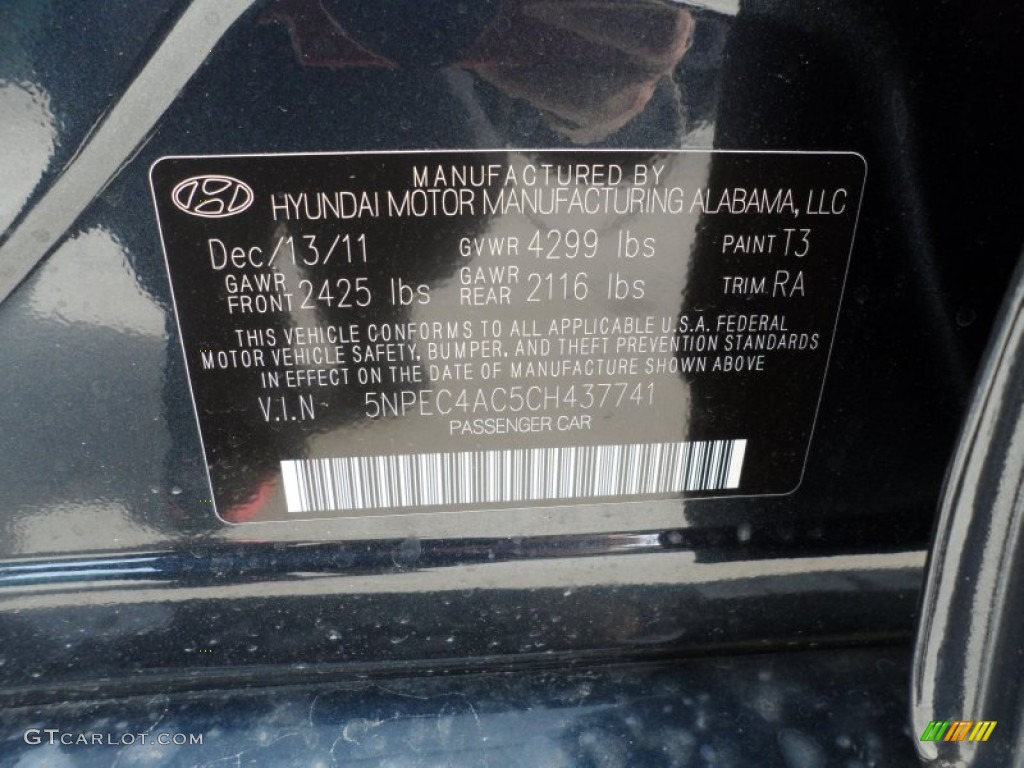 MANUFACTURED BY
HYUNDAI MOTOR MANUFACTURING ALABAMA, LLC
Dec/13/11 GVWR 4299 lbs PAINT T3
GAWR FRONT 2425 lbs GAWR REAR 2116 lbs TRIM RA
THIS VEHICLE CONFORMS TO ALL APPLICABLE U.S.A. FEDERAL
MOTOR VEHICLE SAFETY, BUMPER, AND THEFT PREVENTION STANDARDS
IN EFFECT ON THE DATE OF MANUFACTURE SHOWN ABOVE
V.I.N 5NPEC4AC5CH437741
PASSENGER CAR
GTCARLOT.COM